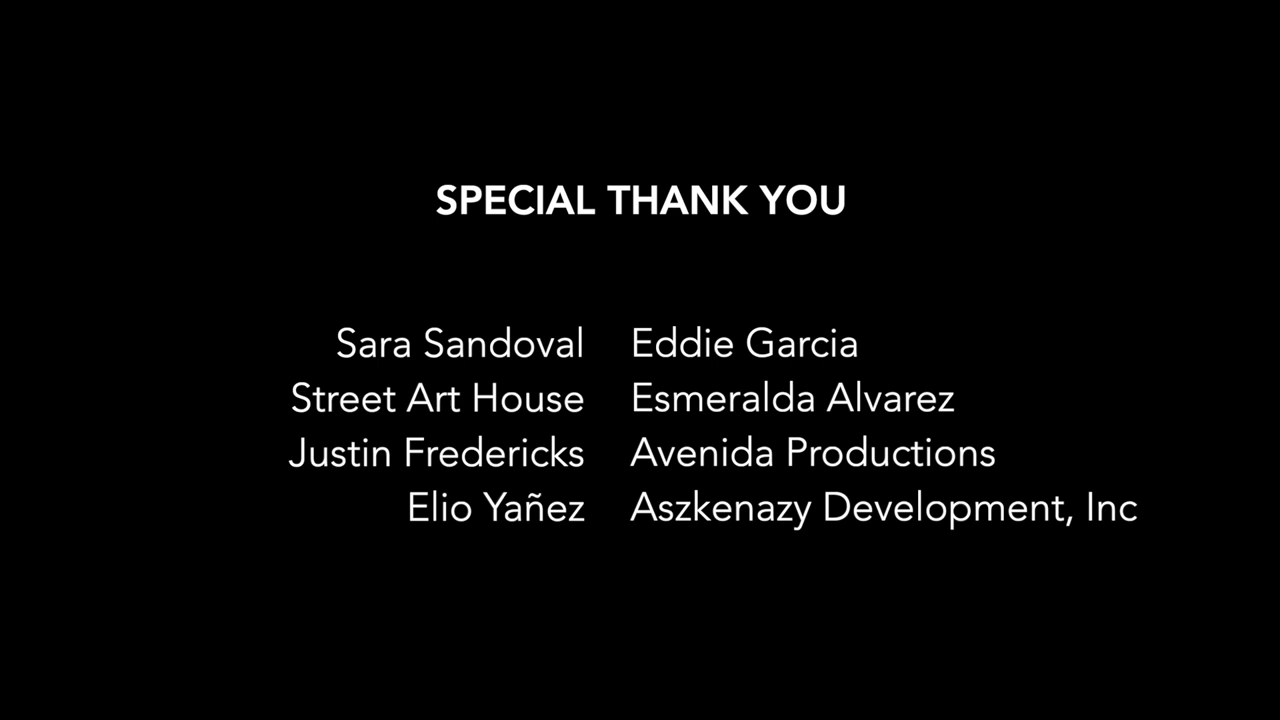 SPECIAL THANK YOU
Sara Sandoval Eddie Garcia
Street Art House Esmeralda Alvarez
Justin Fredericks Avenida Productions
Elio Yañez Aszkenazy Development, Inc